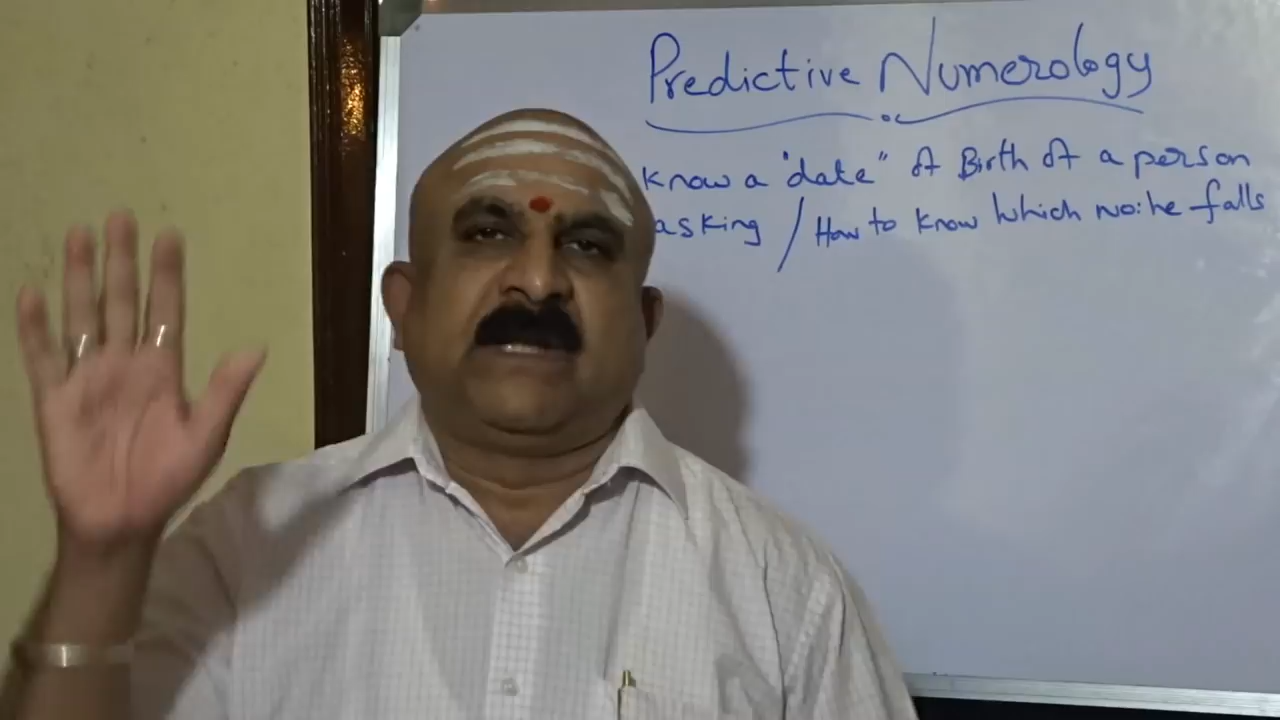 Predictive Numerology
know a "date" of Birth of a person
asking / How to know which no: he falls